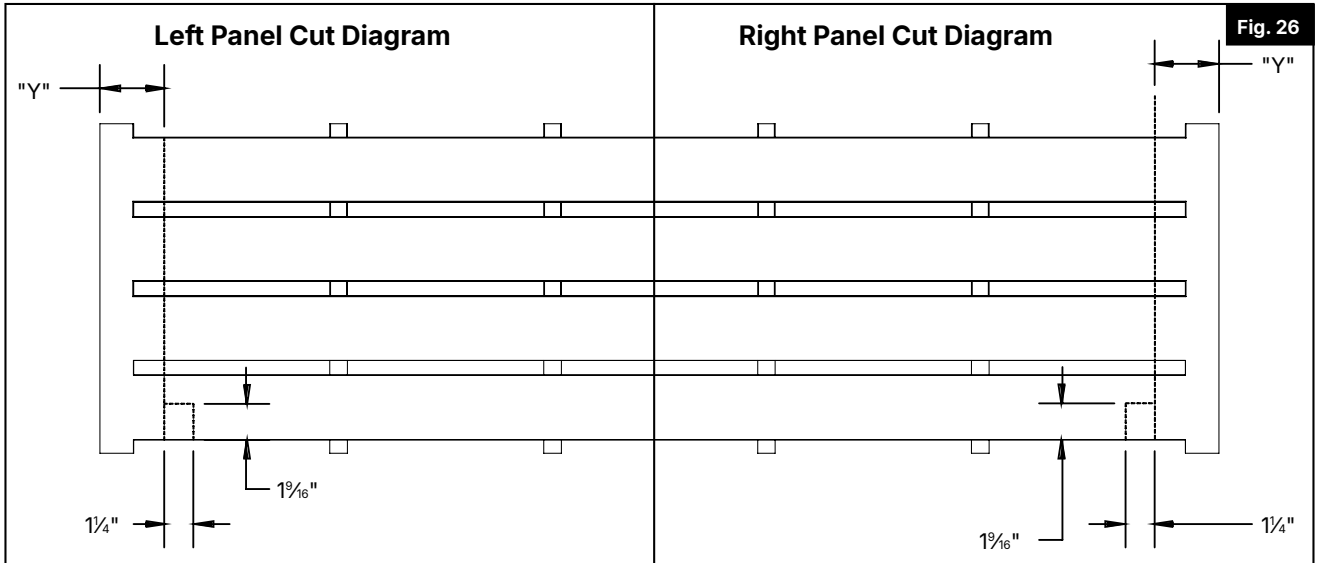 Left Panel Cut Diagram
Right Panel Cut Diagram
Fig. 26
"Y"
"Y"
1⁹⁄₁₆"
1¼"
1⁹⁄₁₆"
1¼"